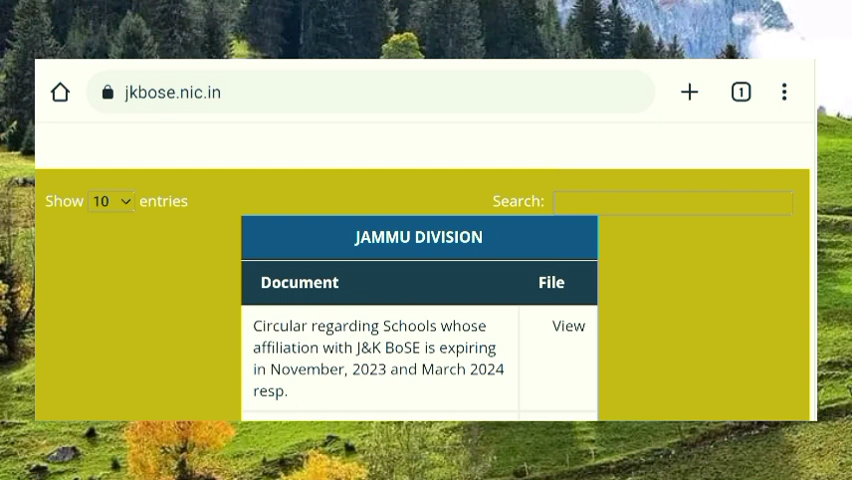 jkbose.nic.in
1
Show 10 entries
Search:
JAMMU DIVISION
Document File
Circular regarding Schools whose View
affiliation with J&K BoSE is expiring
in November, 2023 and March 2024
resp.